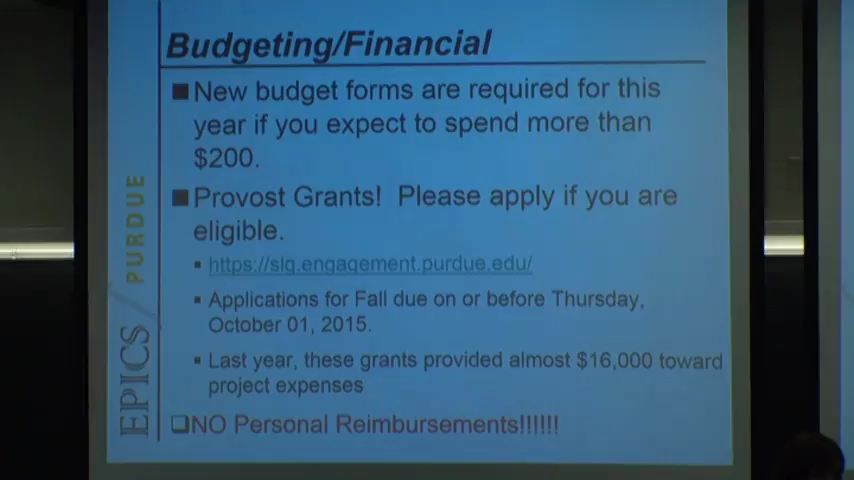 Budgeting/Financial
New budget forms are required for this
year if you expect to spend more than
$200.
Provost Grants! Please apply if you are
eligible.
https://slg.engagement.purdue.edu/
Applications for Fall due on or before Thursday,
October 01, 2015.
Last year, these grants provided almost $16,000 toward
project expenses
NO Personal Reimbursements!!!!!!
EPICS/PURDUE